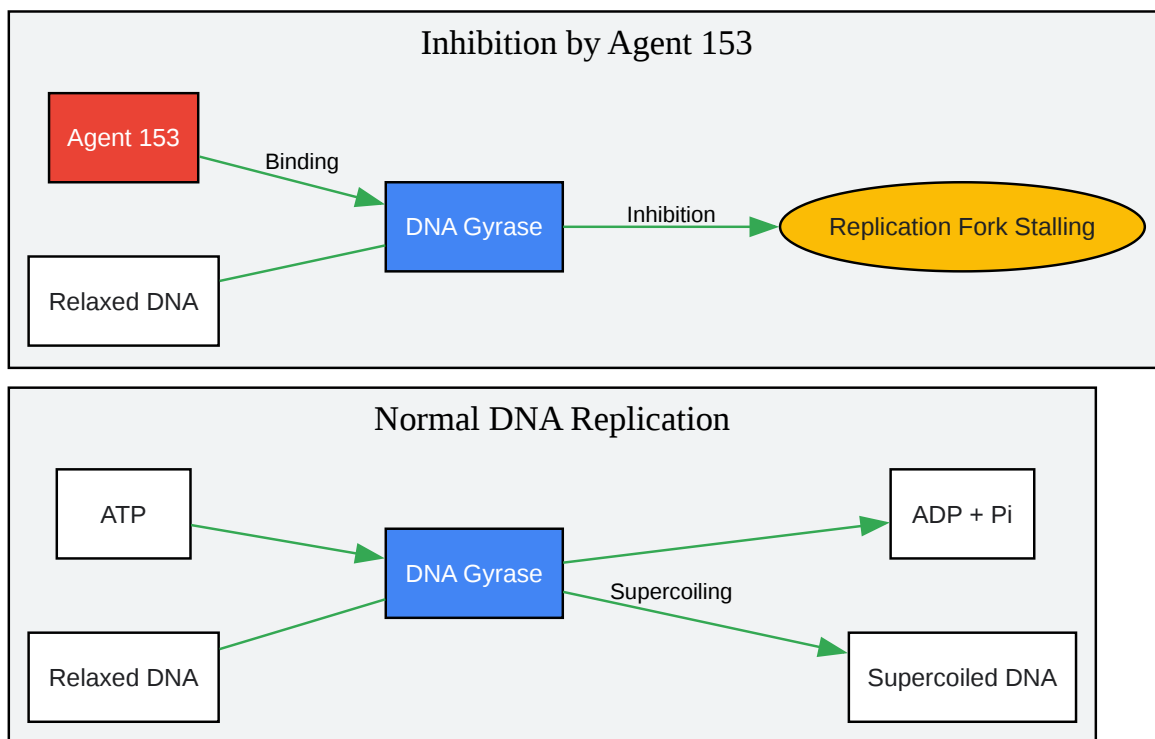 Inhibition by Agent 153
Agent 153
Binding
DNA Gyrase
Inhibition
Replication Fork Stalling
Relaxed DNA
Normal DNA Replication
ATP
ADP + Pi
DNA Gyrase
Supercoiling
Relaxed DNA
Supercoiled DNA